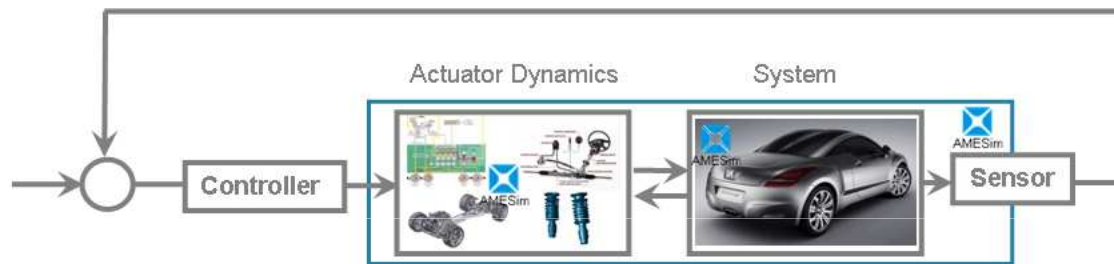 Actuator Dynamics
System
AMESim
AMESim
Controller
AMESim
Sensor